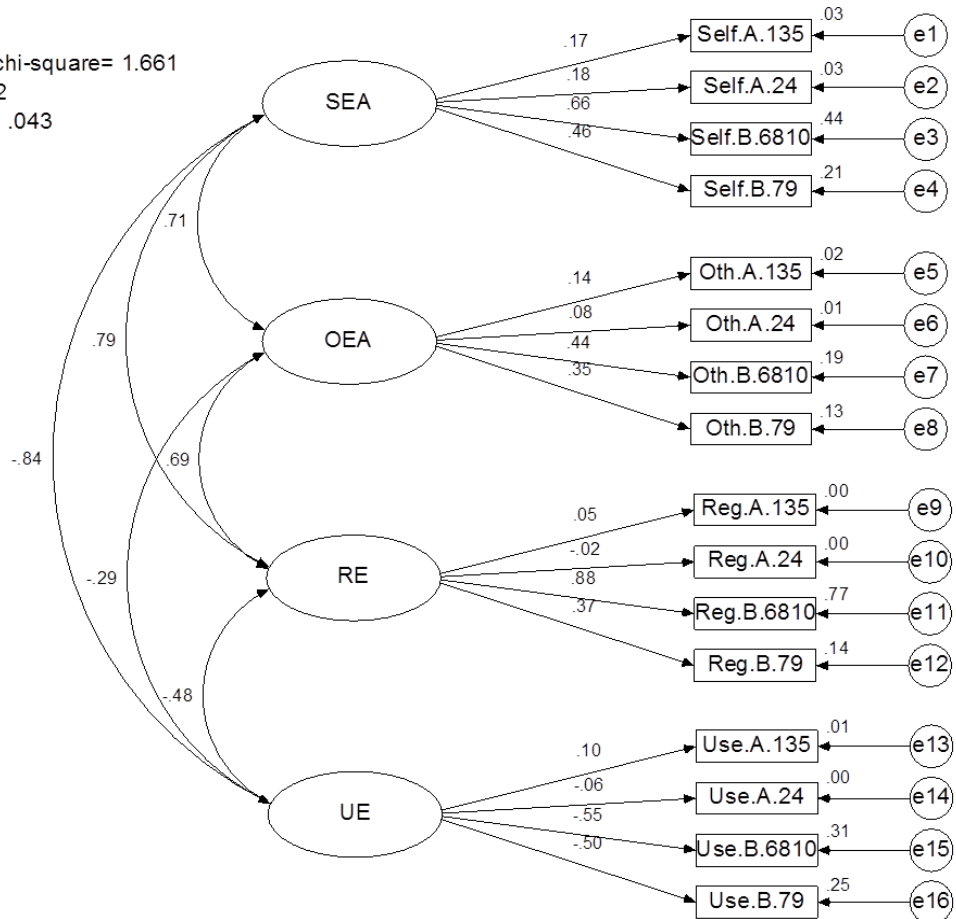 chi-square= 1.661
2
.043
SEA
.17
Self.A.135
.03
e1
.18
Self.A.24
.03
e2
.66
Self.B.6810
.44
e3
.46
Self.B.79
.21
e4
.71
.79
OEA
.14
Oth.A.135
.02
e5
.08
Oth.A.24
.01
e6
.44
Oth.B.6810
.19
e7
.35
Oth.B.79
.13
e8
-.84
.69
-.29
RE
.05
Reg.A.135
.00
e9
-.02
Reg.A.24
.00
e10
.88
Reg.B.6810
.77
e11
.37
Reg.B.79
.14
e12
-.48
UE
.10
Use.A.135
.01
e13
-.06
Use.A.24
.00
e14
-.55
Use.B.6810
.31
e15
-.50
Use.B.79
.25
e16